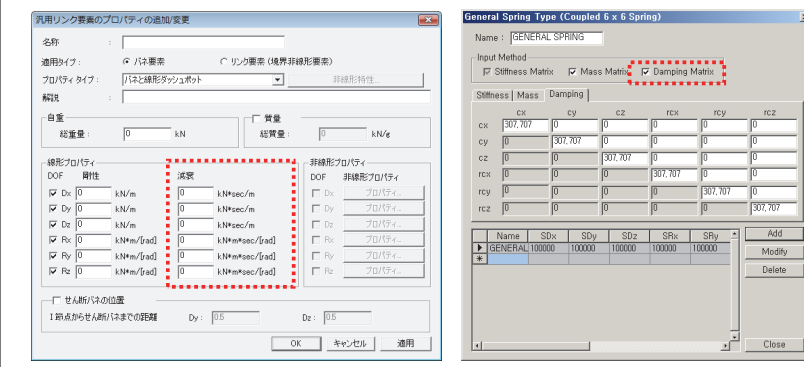 汎用リンク要素のプロパティの追加/変更
名称 :
適用タイプ : バネ要素 リンク要素 (境界非線形要素)
プロパティ タイプ : バネと線形ダッシュポット 非線形特性...
解説 :
自重 質量
総重量 : 0 kN 総質量 : 0 kN/g
線形プロパティ 非線形プロパティ
DOF 剛性 減衰 DOF 非線形プロパティ
Dx 0 kN/m 0 kN*sec/m Dx プロパティ...
Dy 0 kN/m 0 kN*sec/m Dy プロパティ...
Dz 0 kN/m 0 kN*sec/m Dz プロパティ...
Rx 0 kN*m/[rad] 0 kN*m*sec/[rad] Rx プロパティ...
Ry 0 kN*m/[rad] 0 kN*m*sec/[rad] Ry プロパティ...
Rz 0 kN*m/[rad] 0 kN*m*sec/[rad] Rz プロパティ...
せん断バネの位置
I 節点からせん断バネまでの距離 Dy : 0.5 Dz : 0.5
OK キャンセル 適用
General Spring Type (Coupled 6 x 6 Spring)
Name : GENERAL SPRING
Input Method
Stiffness Matrix Mass Matrix Damping Matrix
Stiffness Mass Damping
cx cy cz rcx rcy rcz
cx 307,707 0 0 0 0 0
cy 0 307,707 0 0 0 0
cz 0 0 307,707 0 0 0
rcx 0 0 0 307,707 0 0
rcy 0 0 0 0 307,707 0
rcz 0 0 0 0 0 307,707
Name SDx SDy SDz SRx SRy
GENERAL 100000 100000 100000 100000 100000
Add
Modify
Delete
Close